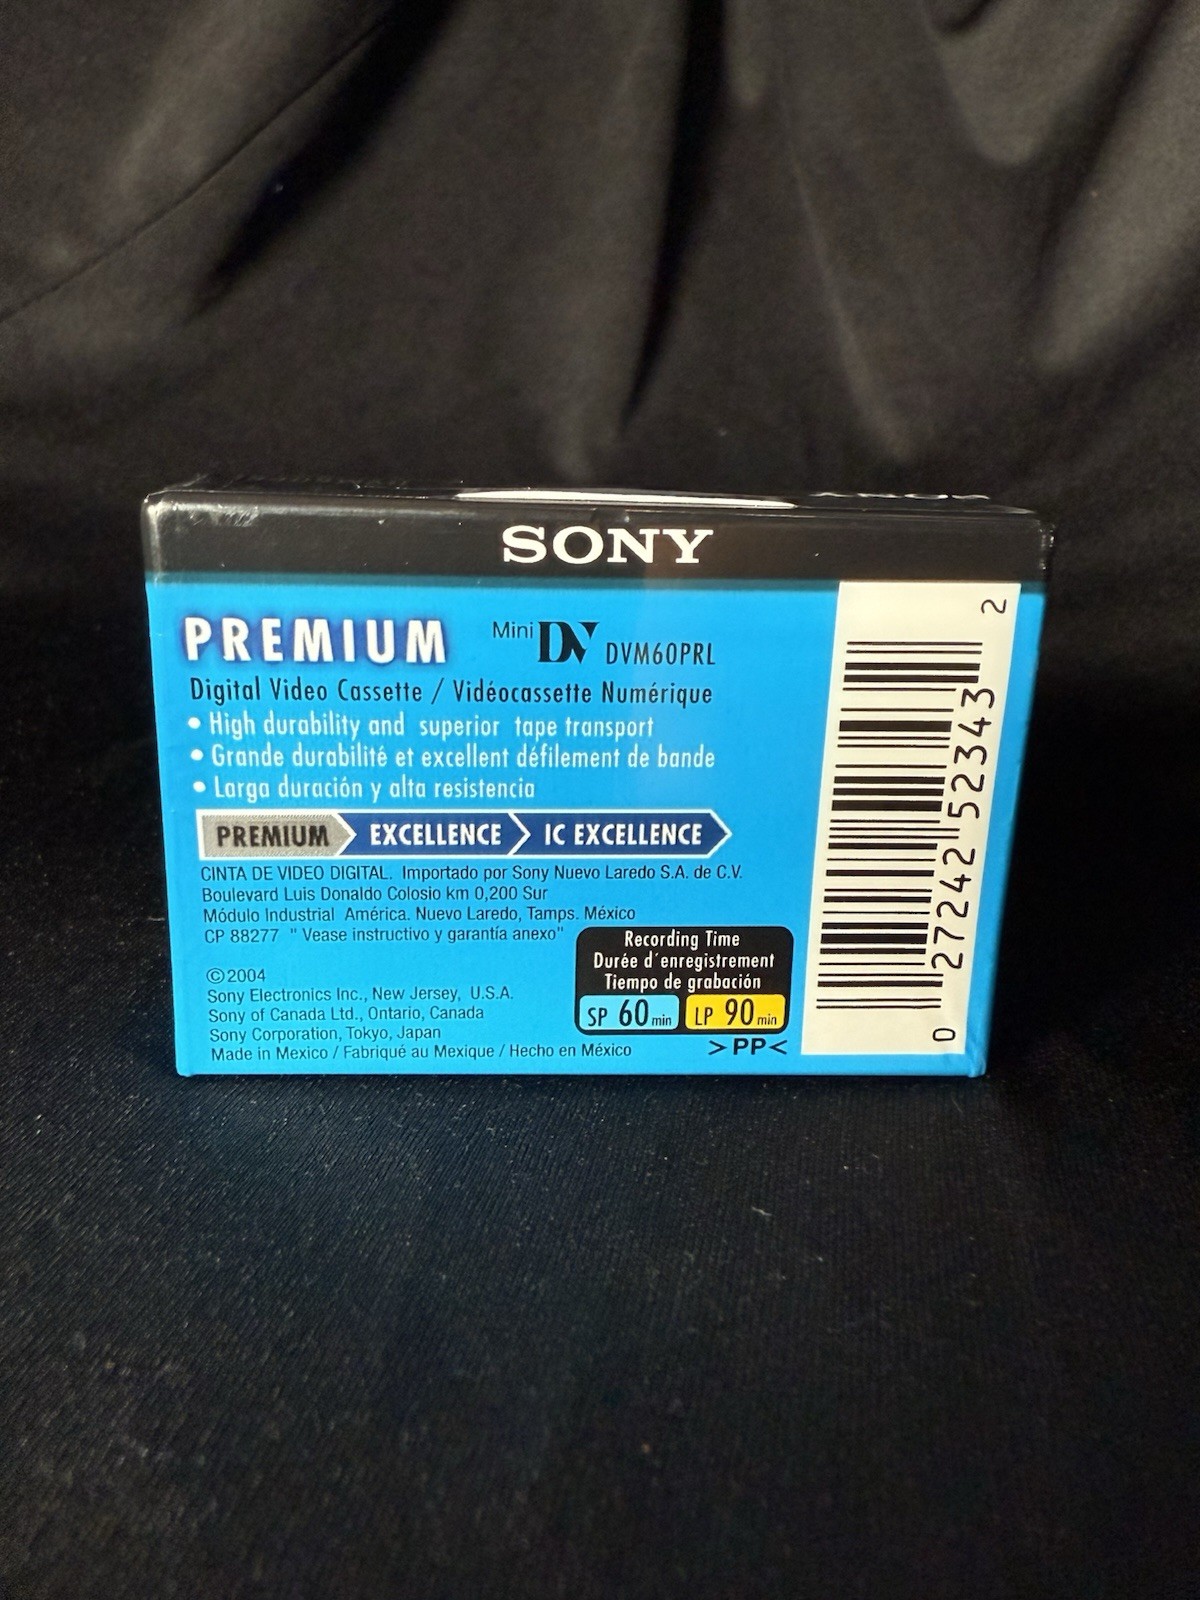 SONY
PREMIUM
Mini DV DVM60PRL
Digital Video Cassette / Vidéocassette Numérique
• High durability and superior tape transport
• Grande durabilité et excellent défilement de bande
• Larga duración y alta resistencia
PREMIUM EXCELLENCE IC EXCELLENCE
CINTA DE VIDEO DIGITAL. Importado por Sony Nuevo Laredo S.A. de C.V.
Boulevard Luis Donaldo Colosio km 0,200 Sur
Módulo Industrial América. Nuevo Laredo, Tamps. México
CP 88277 " Vease instructivo y garantía anexo"
©2004
Sony Electronics Inc., New Jersey, U.S.A.
Sony of Canada Ltd., Ontario, Canada
Sony Corporation, Tokyo, Japan
Made in Mexico / Fabriqué au Mexique / Hecho en México
Recording Time
Durée d´enregistrement
Tiempo de grabación
SP 60 min LP 90 min
>PP<
0 27242 52343 2